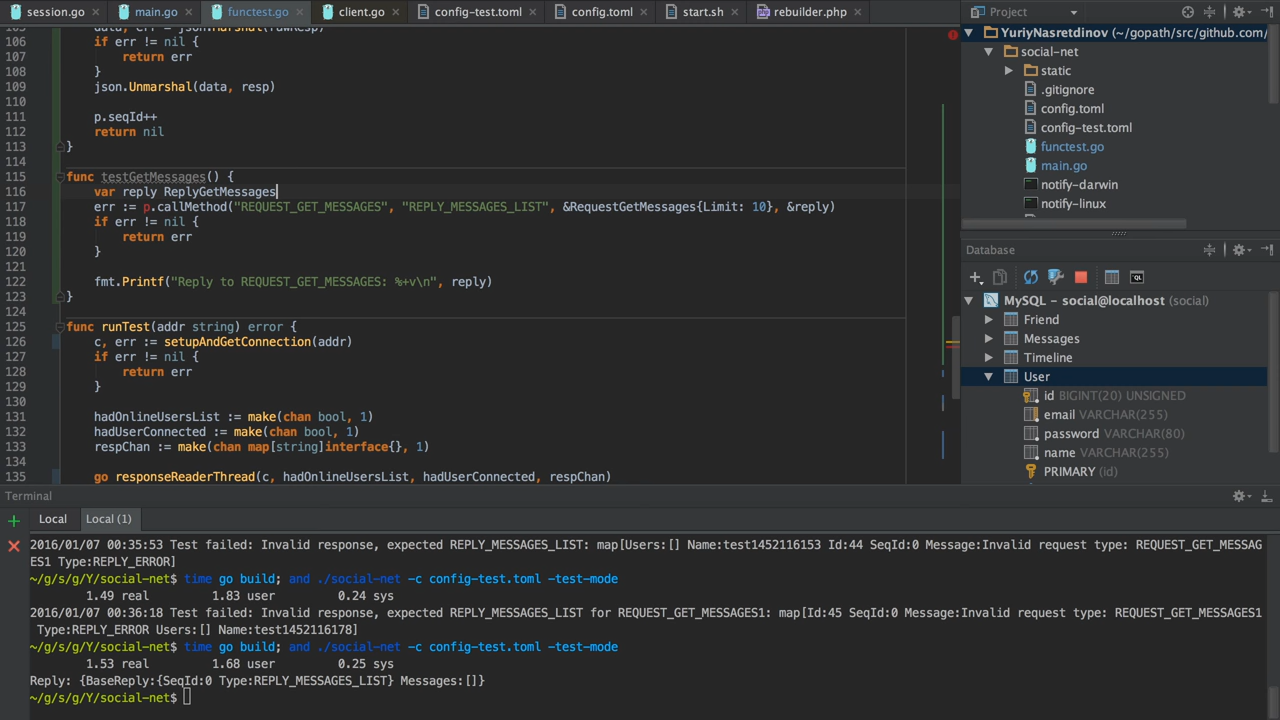 session.go main.go functest.go client.go config-test.toml config.toml start.sh rebuilder.php
Project
105 data, err = json.Marshal(rawResp)
106 if err != nil {
107 return err
108 }
109 json.Unmarshal(data, resp)
110
111 p.seqId++
112 return nil
113 }
114
115 func testGetMessages() {
116 var reply ReplyGetMessages
117 err := p.callMethod("REQUEST_GET_MESSAGES", "REPLY_MESSAGES_LIST", &RequestGetMessages{Limit: 10}, &reply)
118 if err != nil {
119 return err
120 }
121
122 fmt.Printf("Reply to REQUEST_GET_MESSAGES: %+v\n", reply)
123 }
124
125 func runTest(addr string) error {
126 c, err := setupAndGetConnection(addr)
127 if err != nil {
128 return err
129 }
130
131 hadOnlineUsersList := make(chan bool, 1)
132 hadUserConnected := make(chan bool, 1)
133 respChan := make(chan map[string]interface{}, 1)
134
135 go responseReaderThread(c, hadOnlineUsersList, hadUserConnected, respChan)
YuriyNasretdinov (~/gopath/src/github.com/
social-net
static
.gitignore
config.toml
config-test.toml
functest.go
main.go
notify-darwin
notify-linux
Database
QL
MySQL - social@localhost (social)
Friend
Messages
Timeline
User
id BIGINT(20) UNSIGNED
email VARCHAR(255)
password VARCHAR(80)
name VARCHAR(255)
PRIMARY (id)
Terminal
Local Local (1)
2016/01/07 00:35:53 Test failed: Invalid response, expected REPLY_MESSAGES_LIST: map[Users:[] Name:test1452116153 Id:44 SeqId:0 Message:Invalid request type: REQUEST_GET_MESSAG
ES1 Type:REPLY_ERROR]
~/g/s/g/Y/social-net$ time go build; and ./social-net -c config-test.toml -test-mode
1.49 real 1.83 user 0.24 sys
2016/01/07 00:36:18 Test failed: Invalid response, expected REPLY_MESSAGES_LIST for REQUEST_GET_MESSAGES1: map[Id:45 SeqId:0 Message:Invalid request type: REQUEST_GET_MESSAGES1
Type:REPLY_ERROR Users:[] Name:test1452116178]
~/g/s/g/Y/social-net$ time go build; and ./social-net -c config-test.toml -test-mode
1.53 real 1.68 user 0.25 sys
Reply: {BaseReply:{SeqId:0 Type:REPLY_MESSAGES_LIST} Messages:[]}
~/g/s/g/Y/social-net$